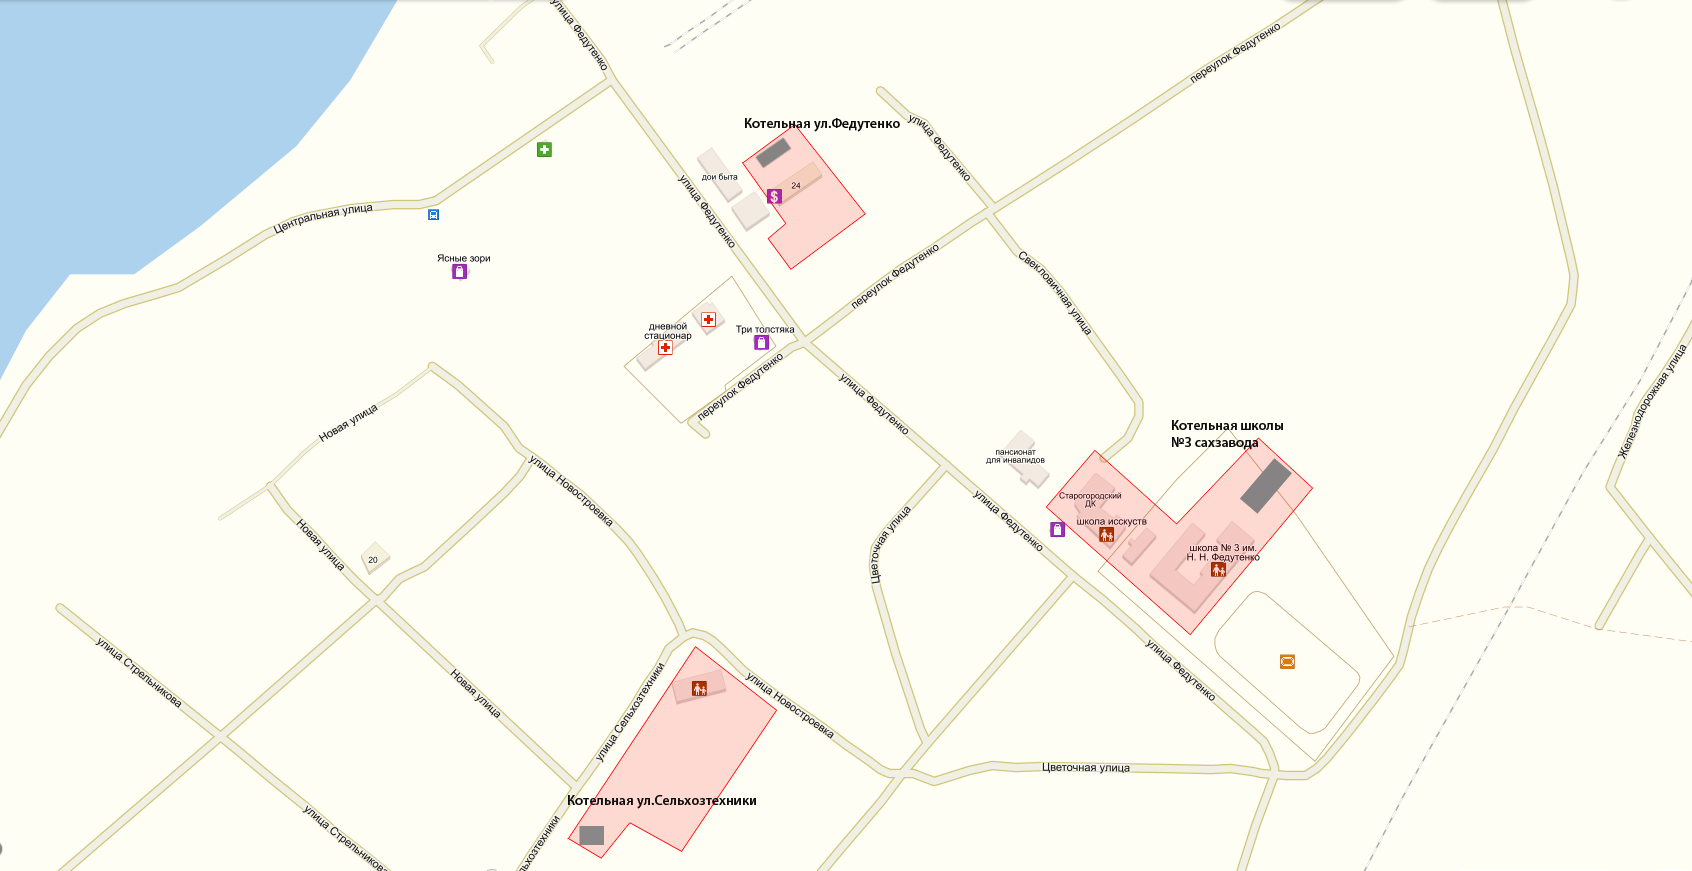 улица Федутенко
переулок Федутенко
Котельная ул.Федутенко
улица Федутенко
дои быта
24
улица Федутенко
Центральная улица
Ясные зори
переулок Федутенко
Свекловичная улица
дневной
стационар
Три толстяка
переулок Федутенко
улица Федутенко
Железнодорожная улица
Новая улица
Котельная школы
№3 сахзавода
пансионат
для инвалидов
улица Новостроевка
Старогородский
ДК
школа исскуств
улица Федутенко
Цветочная улица
Новая улица
школа № 3 им.
Н. Н. Федутенко
20
улица Стрельникова
Новая улица
улица Сельхозтехники
улица Новостроевка
улица Федутенко
Цветочная улица
Котельная ул.Сельхозтехники
улица Стрельникова
льхозтехники